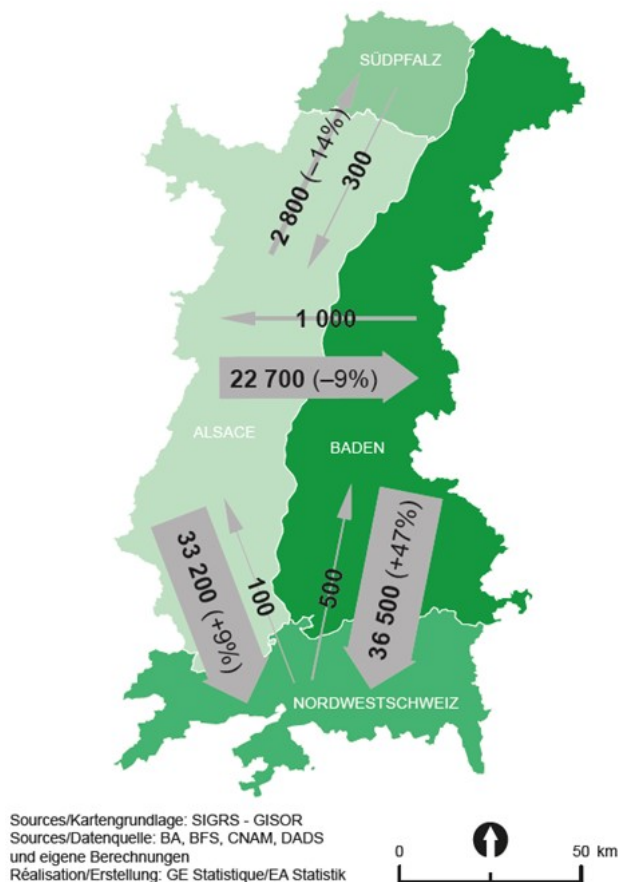 SÜDPFALZ
2 800 (–14%)
300
1 000
22 700 (–9%)
ALSACE
BADEN
33 200 (+9%)
100
500
36 500 (+47%)
NORDWESTSCHWEIZ
Sources/Kartengrundlage: SIGRS - GISOR
Sources/Datenquelle: BA, BFS, CNAM, DADS
und eigene Berechnungen
Réalisation/Erstellung: GE Statistique/EA Statistik
0 50 km